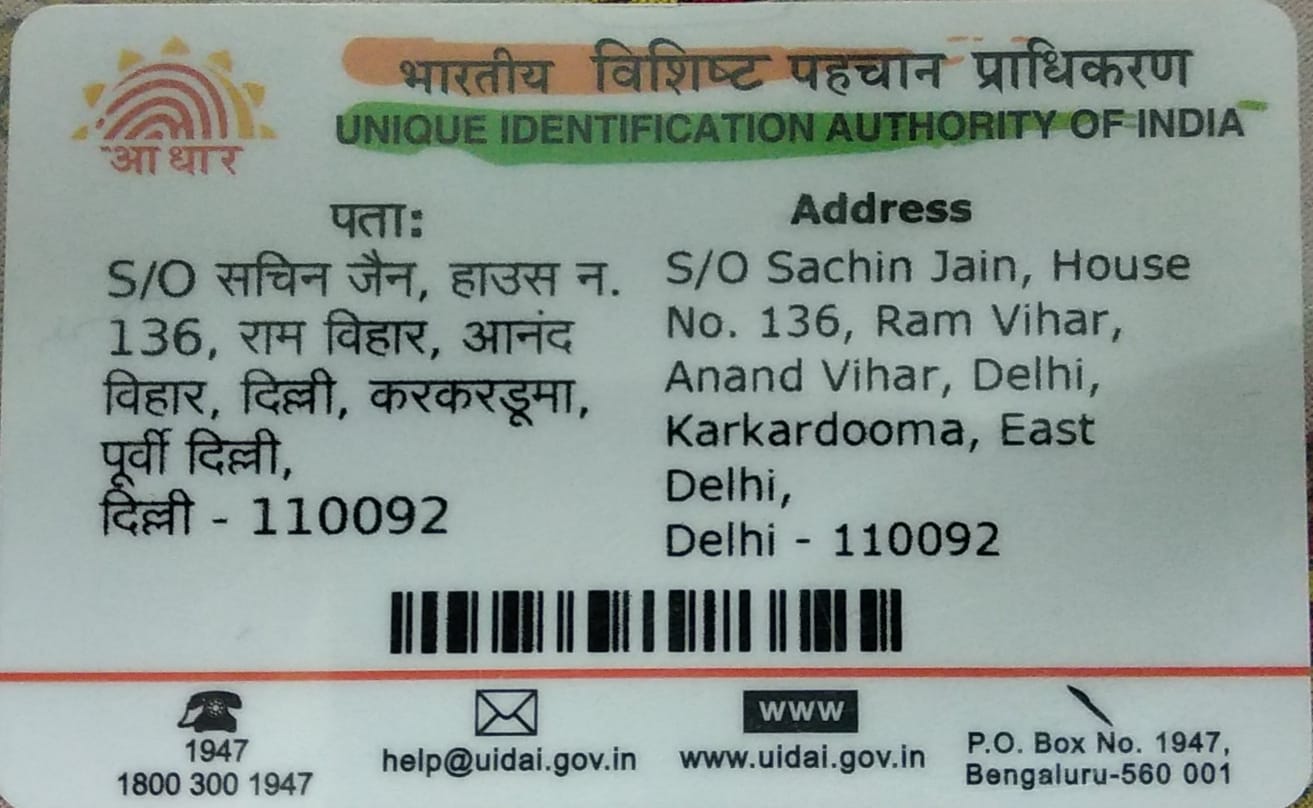 भारतीय विशिष्ट पहचान प्राधिकरण
UNIQUE IDENTIFICATION AUTHORITY OF INDIA
आधार
पता:
S/O सचिन जैन, हाउस न.
136, राम विहार, आनंद
विहार, दिल्ली, करकरडूमा,
पूर्वी दिल्ली,
दिल्ली - 110092
Address
S/O Sachin Jain, House
No. 136, Ram Vihar,
Anand Vihar, Delhi,
Karkardooma, East
Delhi,
Delhi - 110092
1947
1800 300 1947
help@uidai.gov.in
www
www.uidai.gov.in
P.O. Box No. 1947,
Bengaluru-560 001